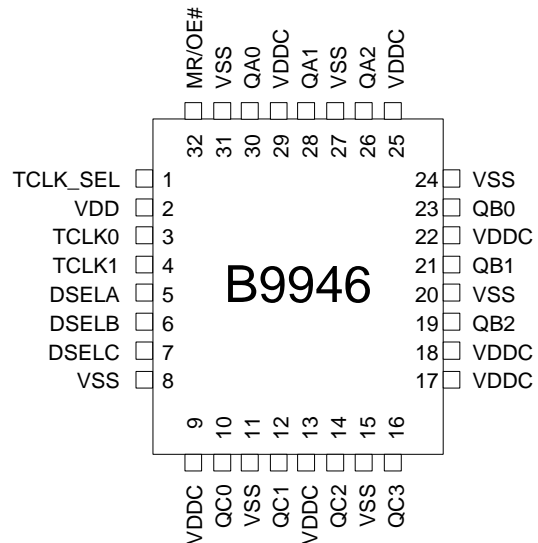 MR/OE#
VSS
QA0
VDDC
QA1
VSS
QA2
VDDC
32
31
30
29
28
27
26
25
TCLK_SEL 1
VDD 2
TCLK0 3
TCLK1 4
DSELA 5
DSELB 6
DSELC 7
VSS 8
B9946
24 VSS
23 QB0
22 VDDC
21 QB1
20 VSS
19 QB2
18 VDDC
17 VDDC
9
10
11
12
13
14
15
16
VDDC
QC0
VSS
QC1
VDDC
QC2
VSS
QC3